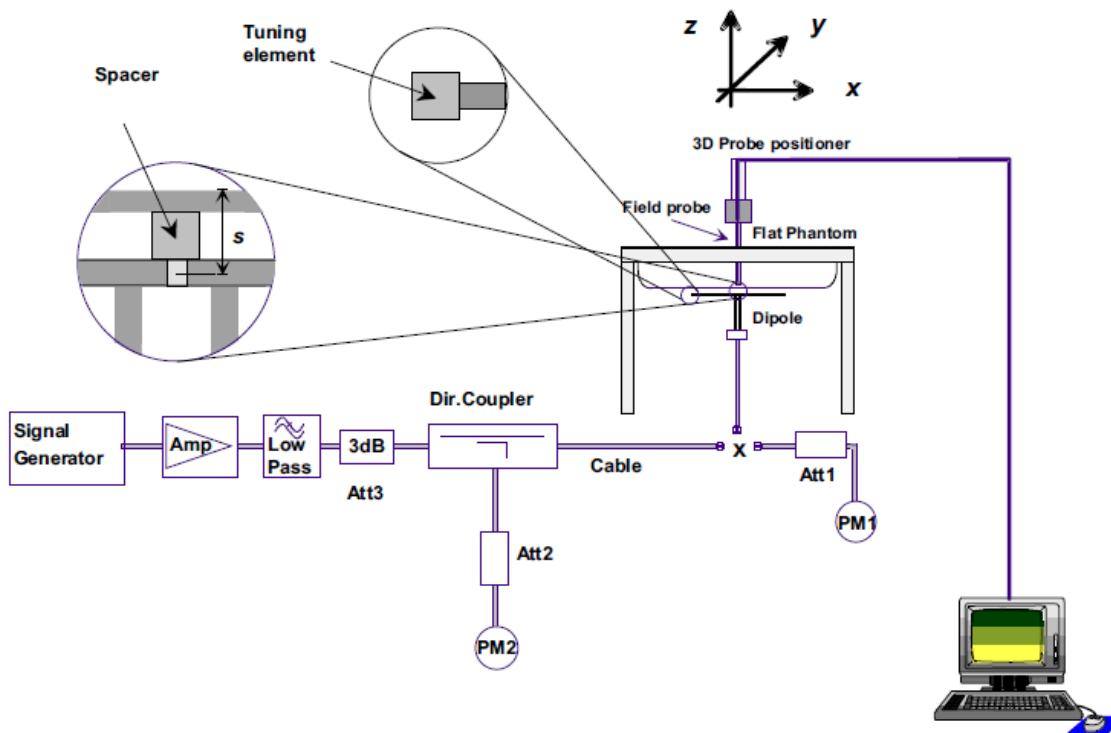 Tuning
element
z
y
x
Spacer
3D Probe positioner
Field probe
Flat Phantom
s
Dipole
Dir.Coupler
Signal
Generator
Amp
Low
Pass
3dB
Att3
Cable
x
Att1
PM1
Att2
PM2